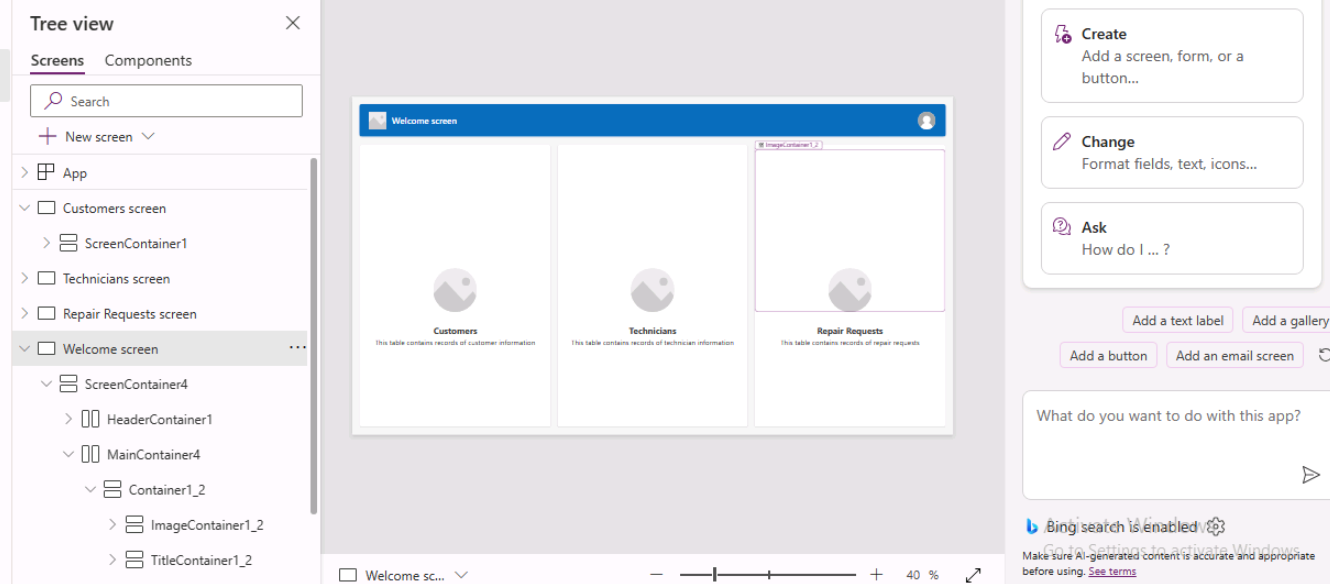 Tree view
Screens
Components
Search
New screen
App
Customers screen
ScreenContainer1
Technicians screen
Repair Requests screen
Welcome screen
...
ScreenContainer4
HeaderContainer1
MainContainer4
Container1_2
ImageContainer1_2
TitleContainer1_2
Welcome screen
ImageContainer1_2
Customers
This table contains records of customer information
Technicians
This table contains records of technician information
Repair Requests
This table contains records of repair requests
Welcome sc...
40 %
Create
Add a screen, form, or a
button...
Change
Format fields, text, icons...
Ask
How do I ... ?
Add a text label
Add a gallery
Add a button
Add an email screen
What do you want to do with this app?
Bing search is enabled
Activate Windows
Go to Settings to activate Windows.
Make sure AI-generated content is accurate and appropriate
before using. See terms